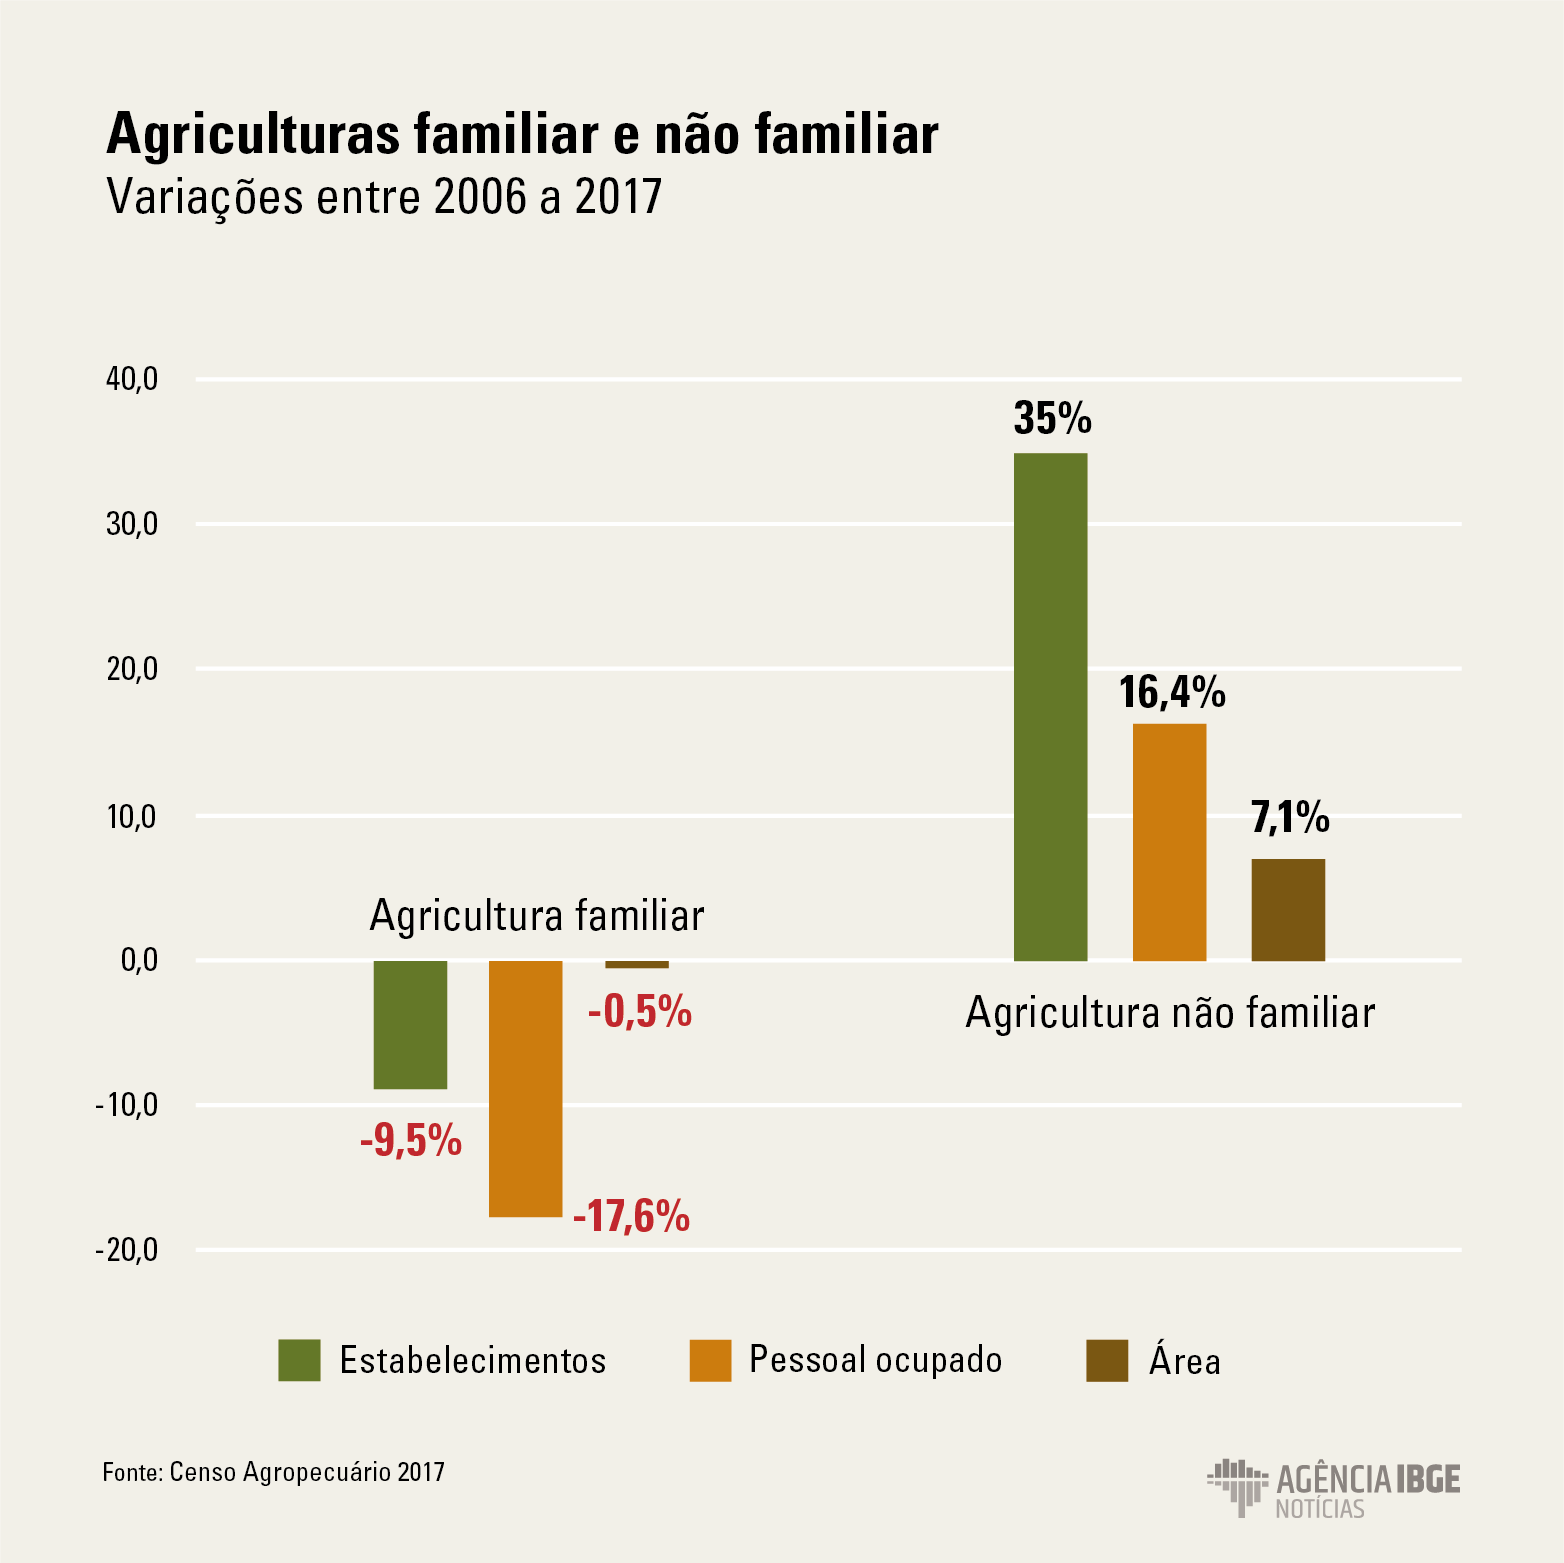 Agriculturas familiar e não familiar
Variações entre 2006 a 2017
40,0
35%
30,0
20,0
16,4%
10,0
7,1%
Agricultura familiar
0,0
-0,5%
Agricultura não familiar
-10,0
-9,5%
-17,6%
-20,0
Estabelecimentos
Pessoal ocupado
Área
Fonte: Censo Agropecuário 2017
AGÊNCIA IBGE
NOTÍCIAS